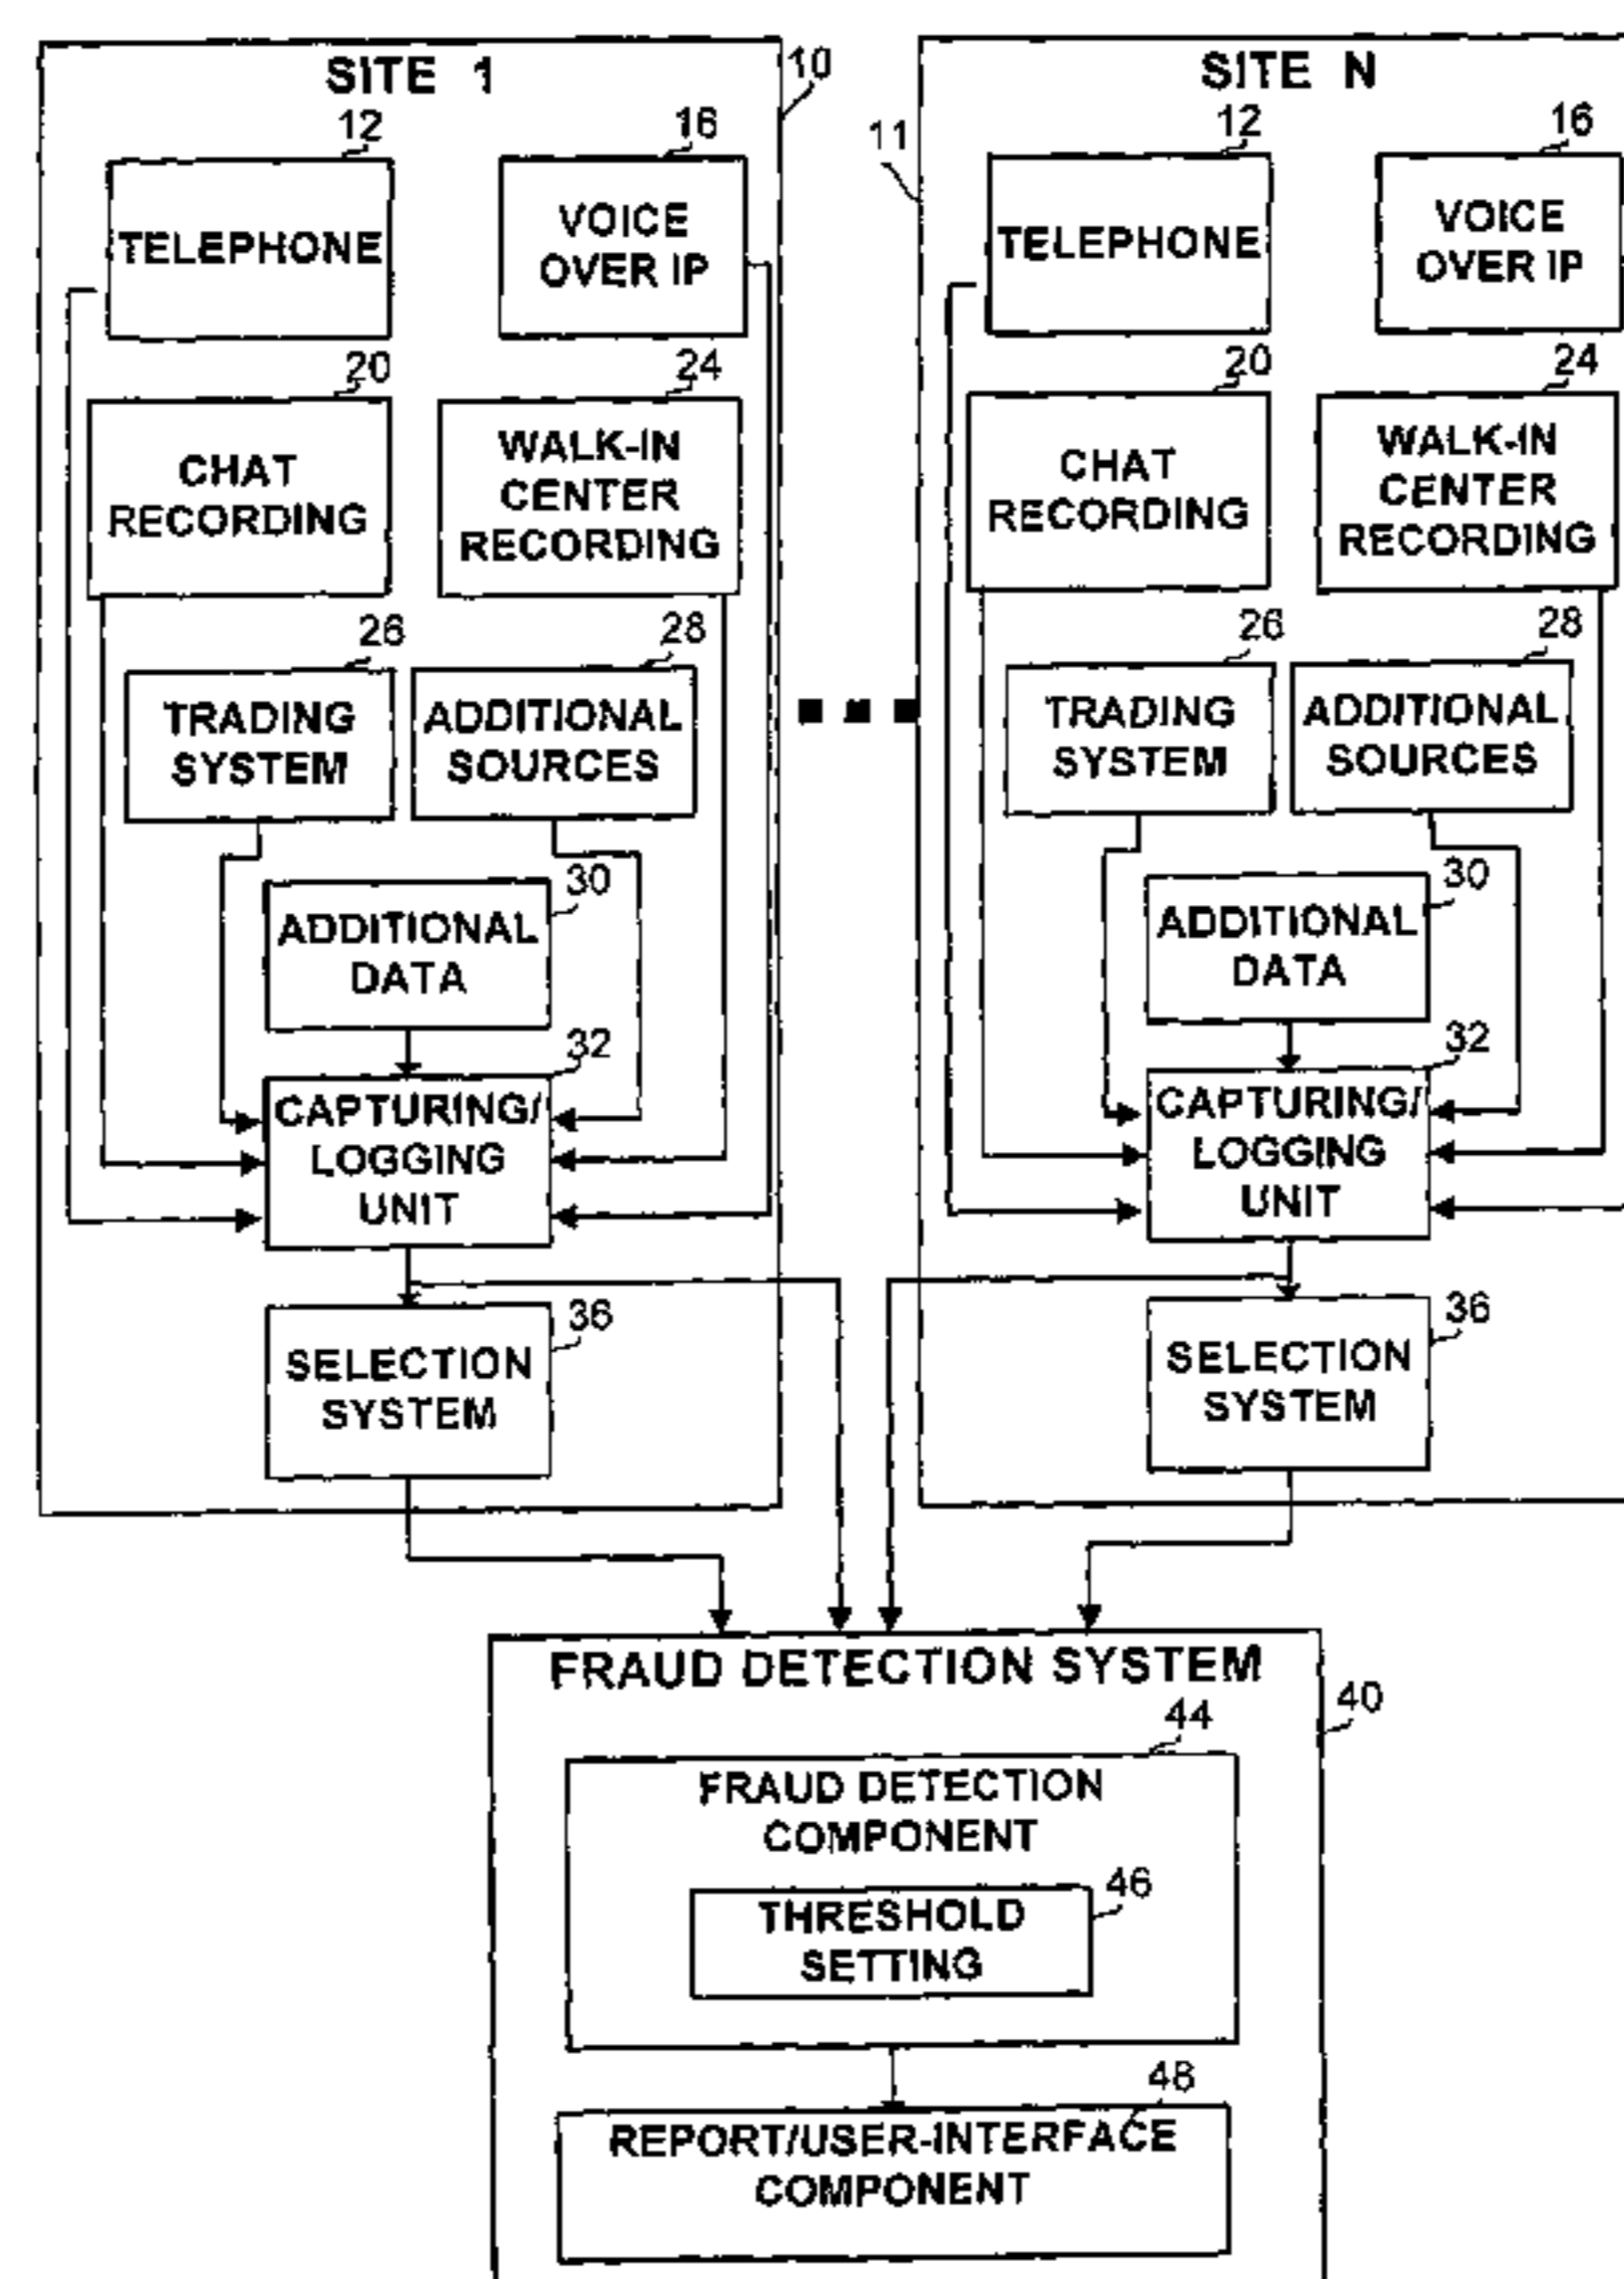 SITE 1
10
12
16
TELEPHONE
VOICE
OVER IP
20
24
CHAT
RECORDING
WALK-IN
CENTER
RECORDING
26
28
TRADING
SYSTEM
ADDITIONAL
SOURCES
30
ADDITIONAL
DATA
32
CAPTURING/
LOGGING
UNIT
36
SELECTION
SYSTEM
SITE N
11
12
16
TELEPHONE
VOICE
OVER IP
20
24
CHAT
RECORDING
WALK-IN
CENTER
RECORDING
26
28
TRADING
SYSTEM
ADDITIONAL
SOURCES
30
ADDITIONAL
DATA
32
CAPTURING/
LOGGING
UNIT
36
SELECTION
SYSTEM
FRAUD DETECTION SYSTEM
40
44
FRAUD DETECTION
COMPONENT
46
THRESHOLD
SETTING
48
REPORT/USER-INTERFACE
COMPONENT